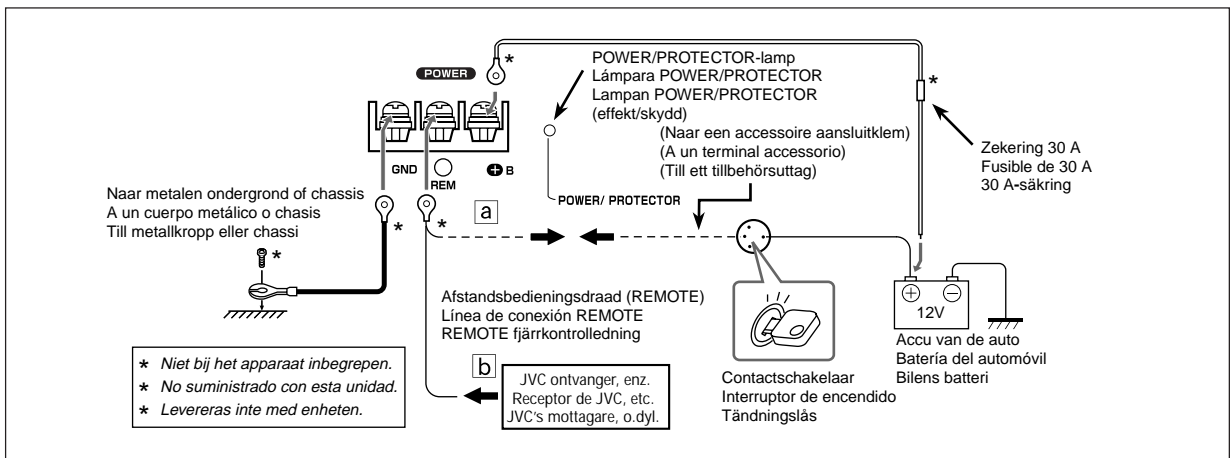 POWER
*
POWER/PROTECTOR-lamp
Lámpara POWER/PROTECTOR
Lampan POWER/PROTECTOR
(effekt/skydd)
*
(Naar een accessoire aansluitklem)
(A un terminal accessorio)
(Till ett tillbehörsuttag)
Zekering 30 A
Fusible de 30 A
30 A-säkring
GND
REM
+ B
POWER/ PROTECTOR
Naar metalen ondergrond of chassis
A un cuerpo metálico o chasis
Till metallkropp eller chassi
*
*
*
a
Afstandsbedieningsdraad (REMOTE)
Línea de conexión REMOTE
REMOTE fjärrkontrolledning
+ −
12V
Accu van de auto
Batería del automóvil
Bilens batteri
Contactschakelaar
Interruptor de encendido
Tändningslås
b
JVC ontvanger, enz.
Receptor de JVC, etc.
JVC's mottagare, o.dyl.
* Niet bij het apparaat inbegrepen.
* No suministrado con esta unidad.
* Levereras inte med enheten.